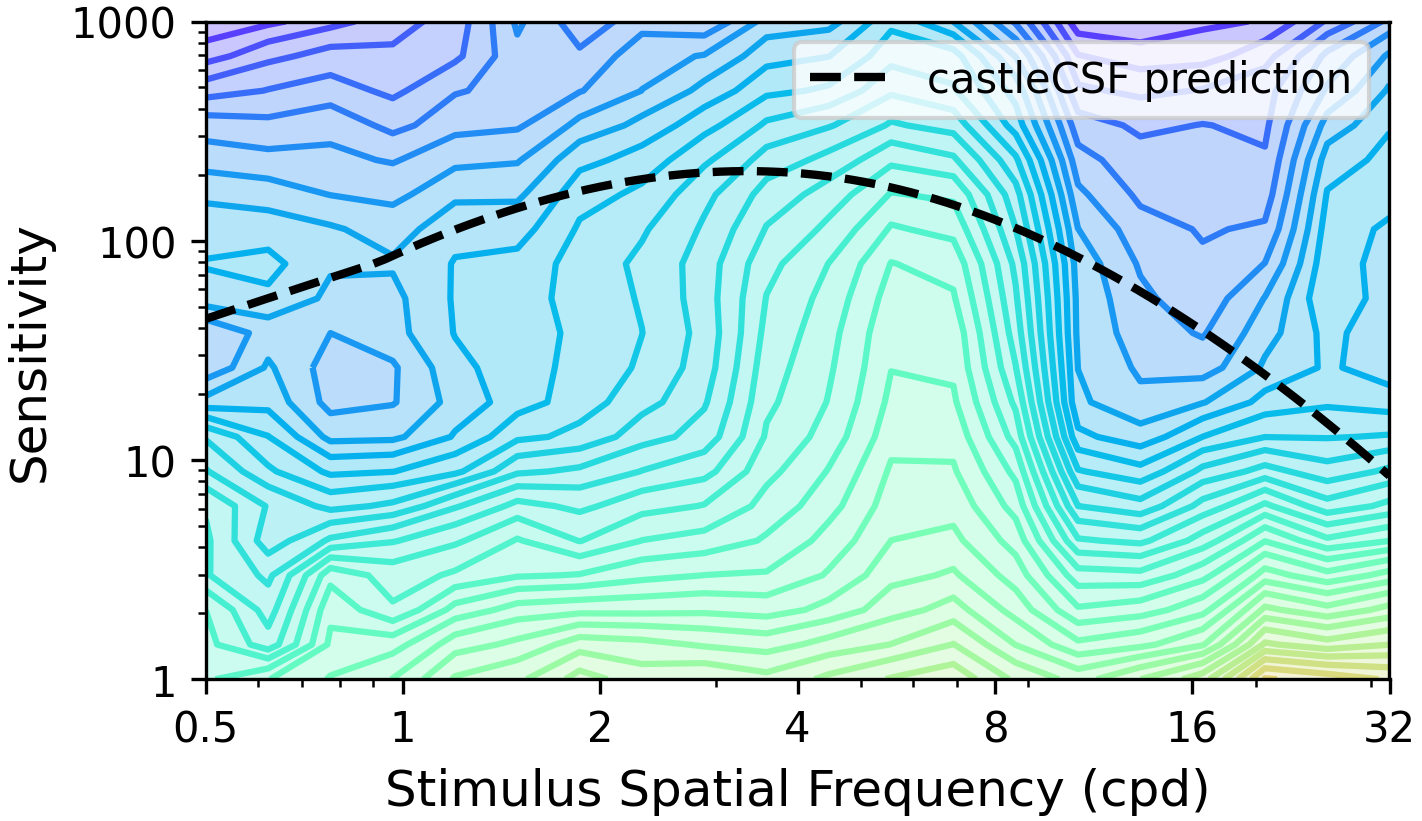 1000
100
10
1
Sensitivity
castleCSF prediction
0.5 1 2 4 8 16 32
Stimulus Spatial Frequency (cpd)